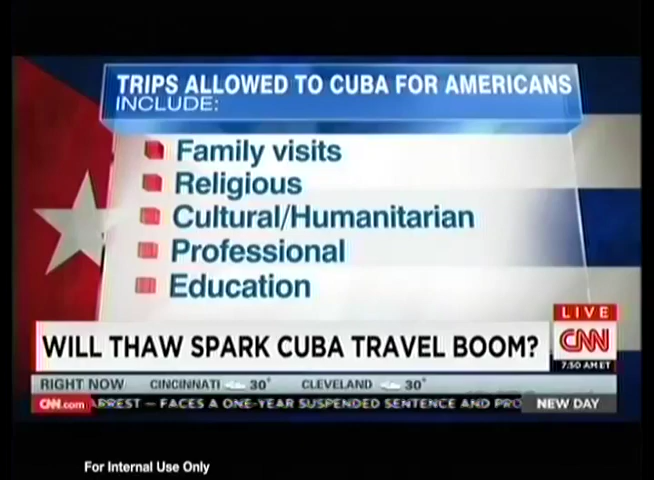 TRIPS ALLOWED TO CUBA FOR AMERICANS
INCLUDE:
Family visits
Religious
Cultural/Humanitarian
Professional
Education
LIVE
CNN
7:50 AM ET
WILL THAW SPARK CUBA TRAVEL BOOM?
RIGHT NOW CINCINNATI 30° CLEVELAND 30°
CNN.com ARREST — FACES A ONE-YEAR SUSPENDED SENTENCE AND PRO NEW DAY
For Internal Use Only